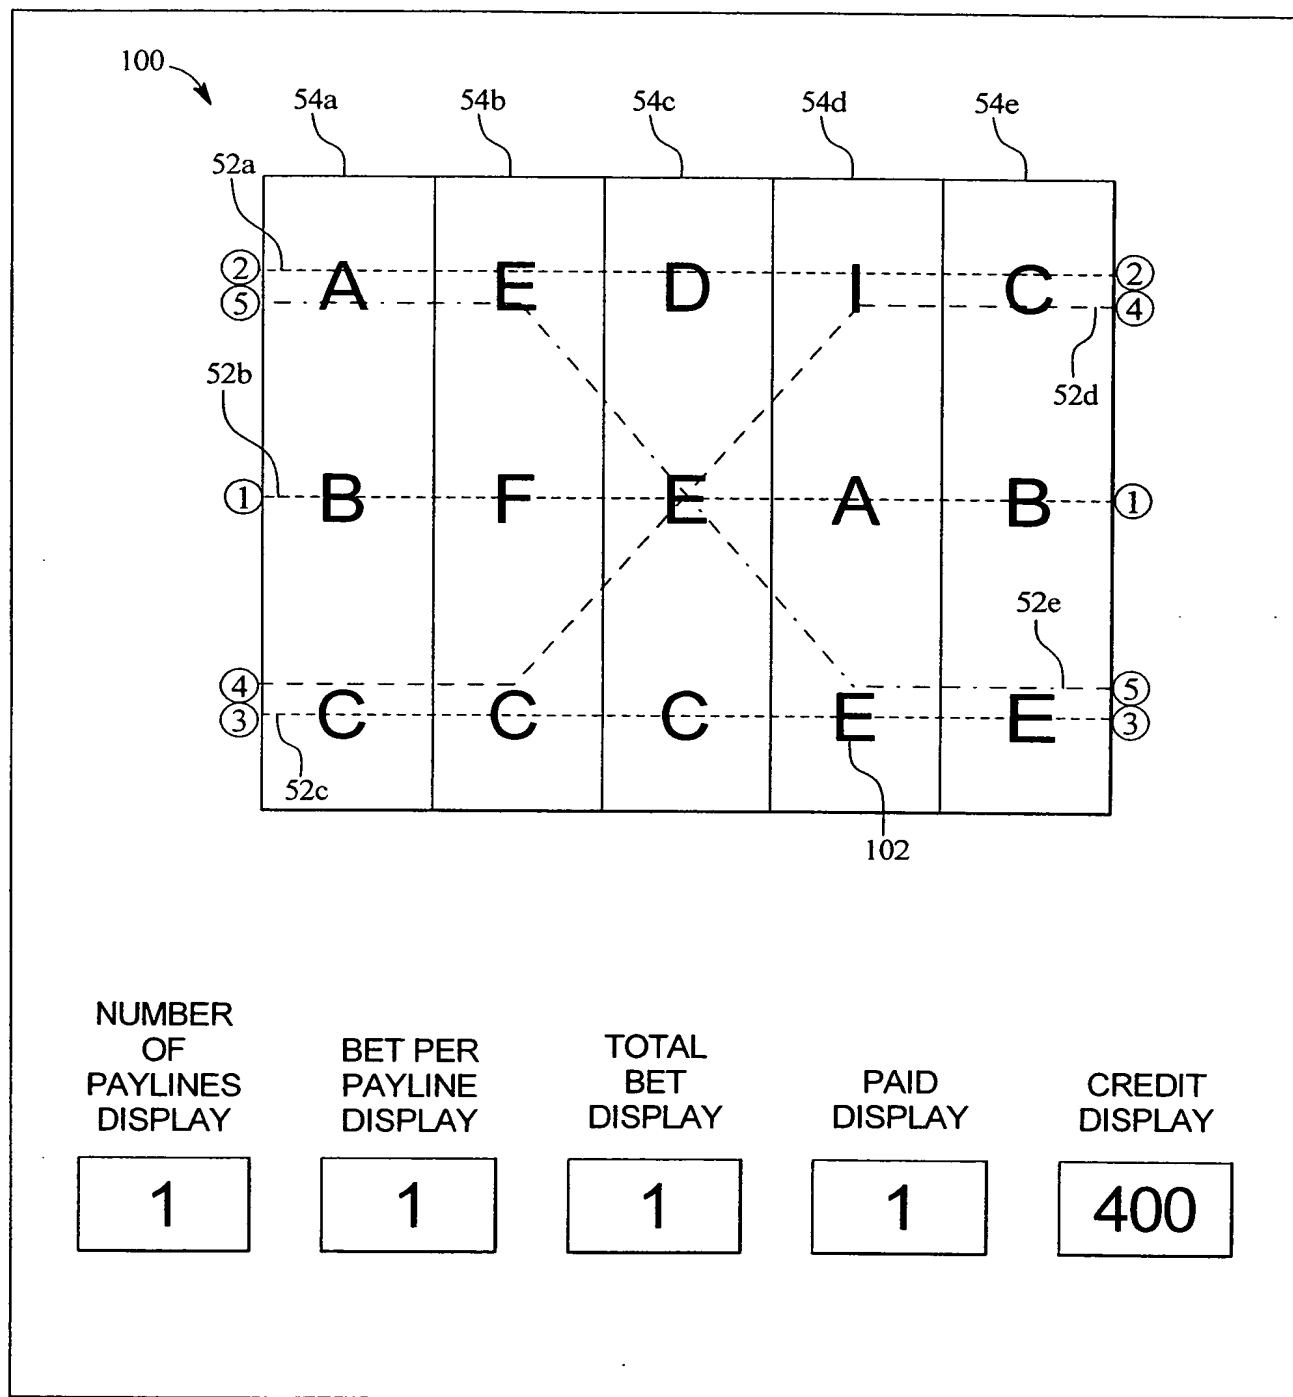 100
54a 54b 54c 54d 54e
52a
② A E D I C ②
⑤ ④
52b 52d
① B F E A B ①
52e
④ ⑤
③ C C C E E ③
52c
102
NUMBER
OF
PAYLINES
DISPLAY
BET PER
PAYLINE
DISPLAY
TOTAL
BET
DISPLAY
PAID
DISPLAY
CREDIT
DISPLAY
1 1 1 1 400